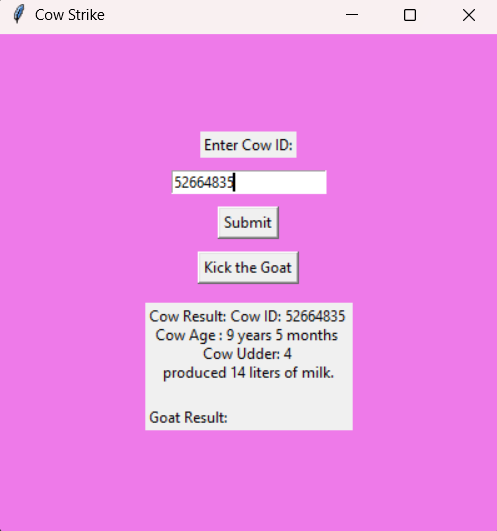 Cow Strike
Enter Cow ID:
52664835
Submit
Kick the Goat
Cow Result: Cow ID: 52664835
Cow Age : 9 years 5 months
Cow Udder: 4
produced 14 liters of milk.
Goat Result: